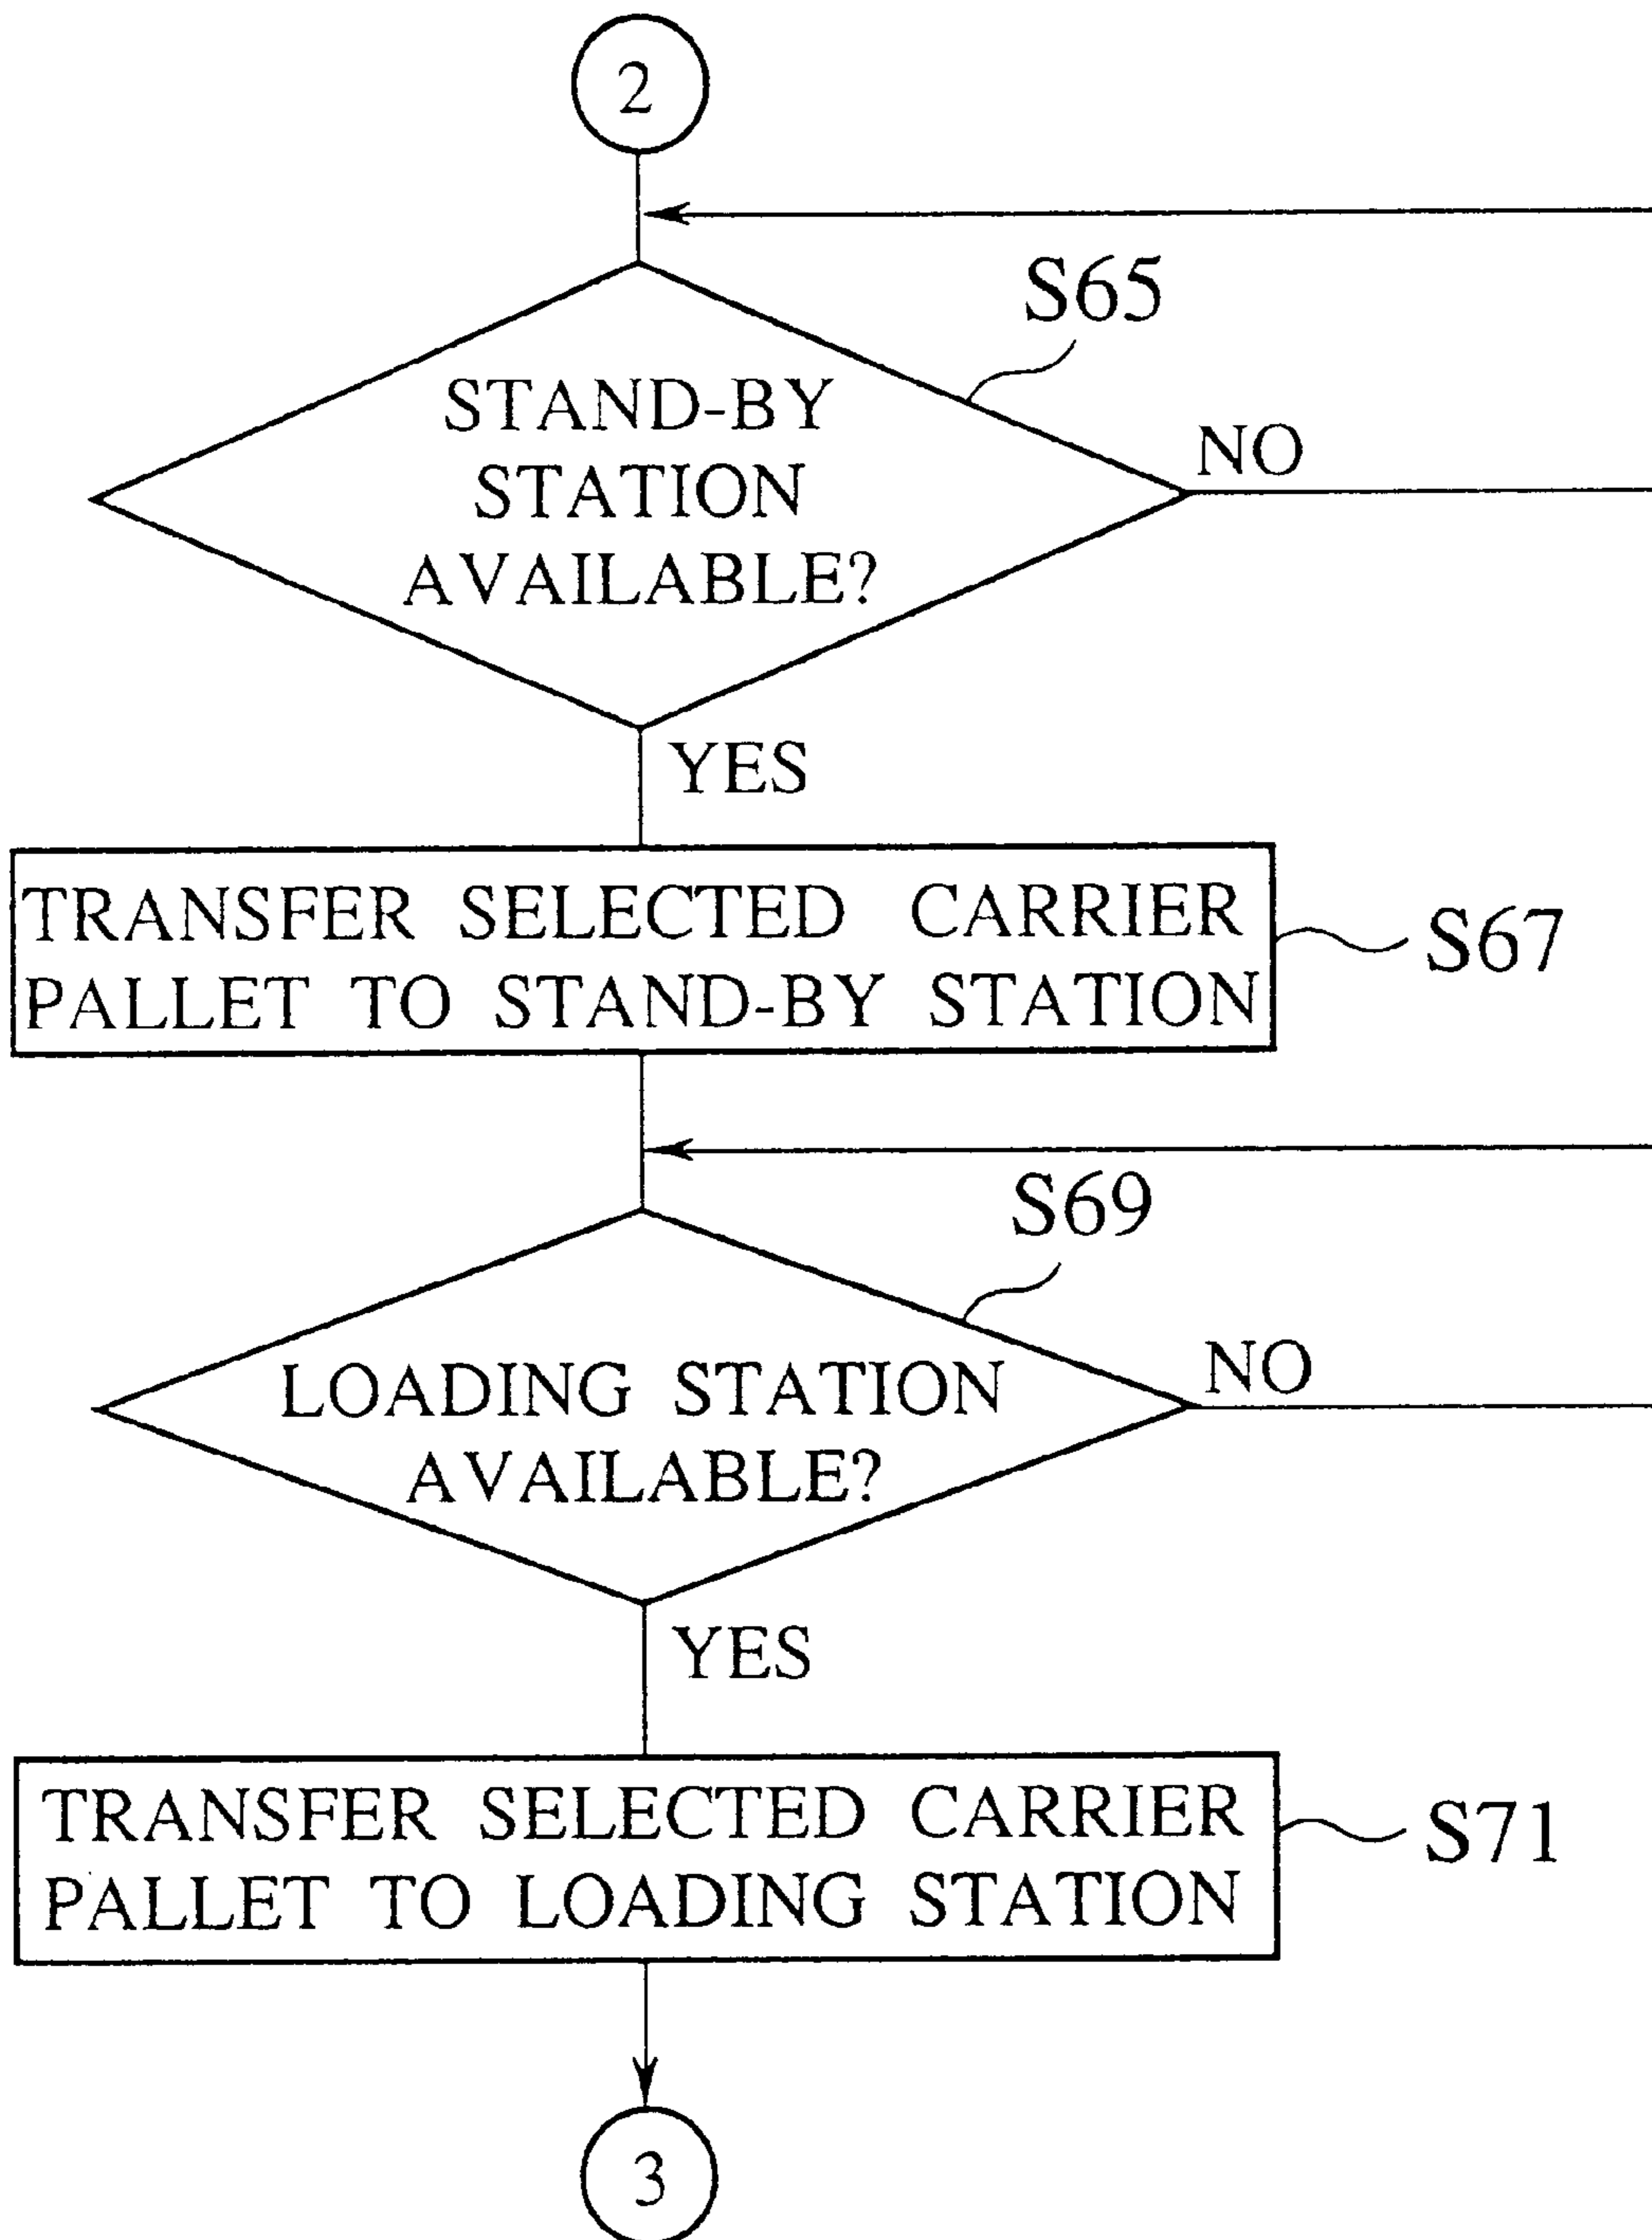 2
S65
STAND-BY
STATION
AVAILABLE?
NO
YES
TRANSFER SELECTED CARRIER
PALLET TO STAND-BY STATION
S67
S69
LOADING STATION
AVAILABLE?
NO
YES
TRANSFER SELECTED CARRIER
PALLET TO LOADING STATION
S71
3